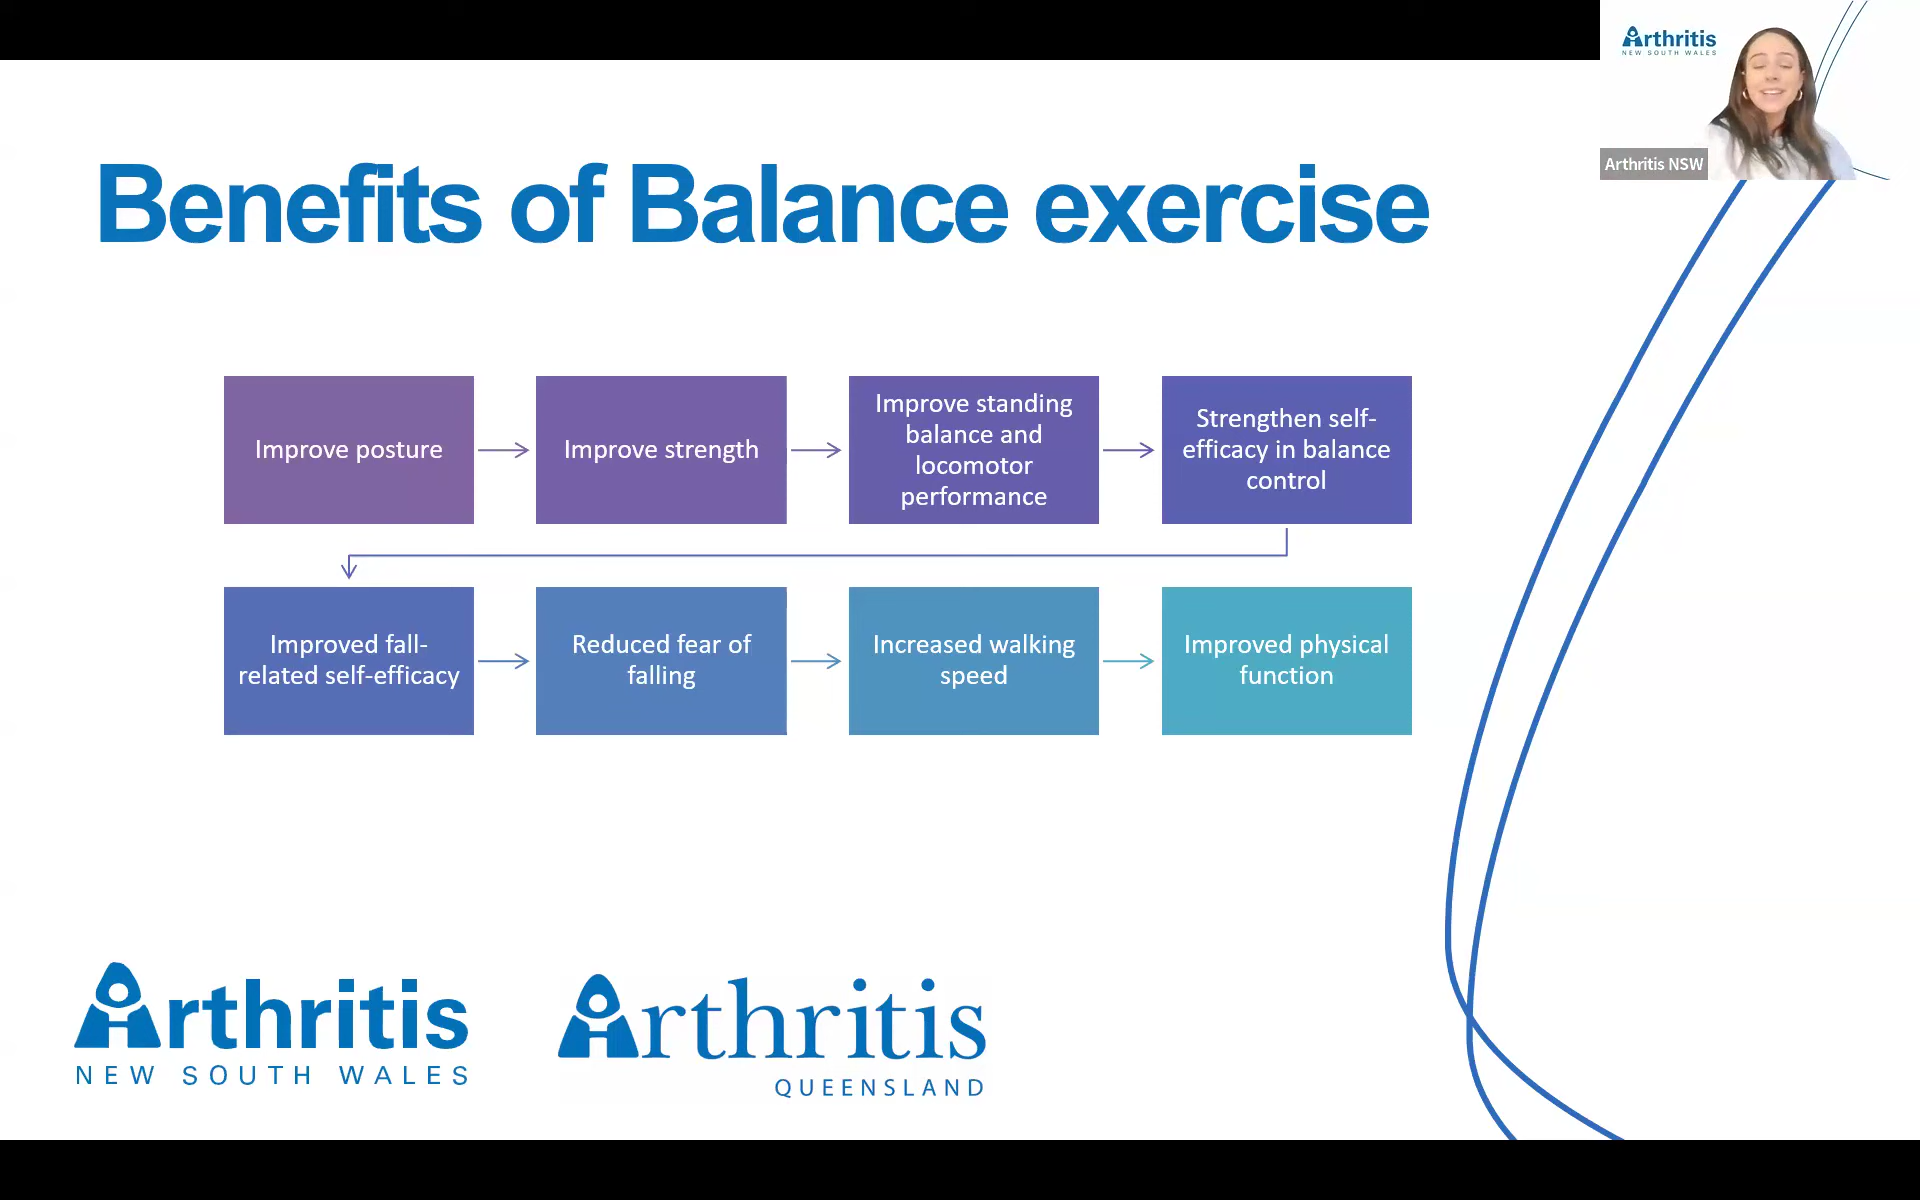 Arthritis
NEW SOUTH WALES
Arthritis NSW
Benefits of Balance exercise
Improve posture
Improve strength
Improve standing
balance and
locomotor
performance
Strengthen self-
efficacy in balance
control
Improved fall-
related self-efficacy
Reduced fear of
falling
Increased walking
speed
Improved physical
function
Arthritis
NEW SOUTH WALES
Arthritis
QUEENSLAND